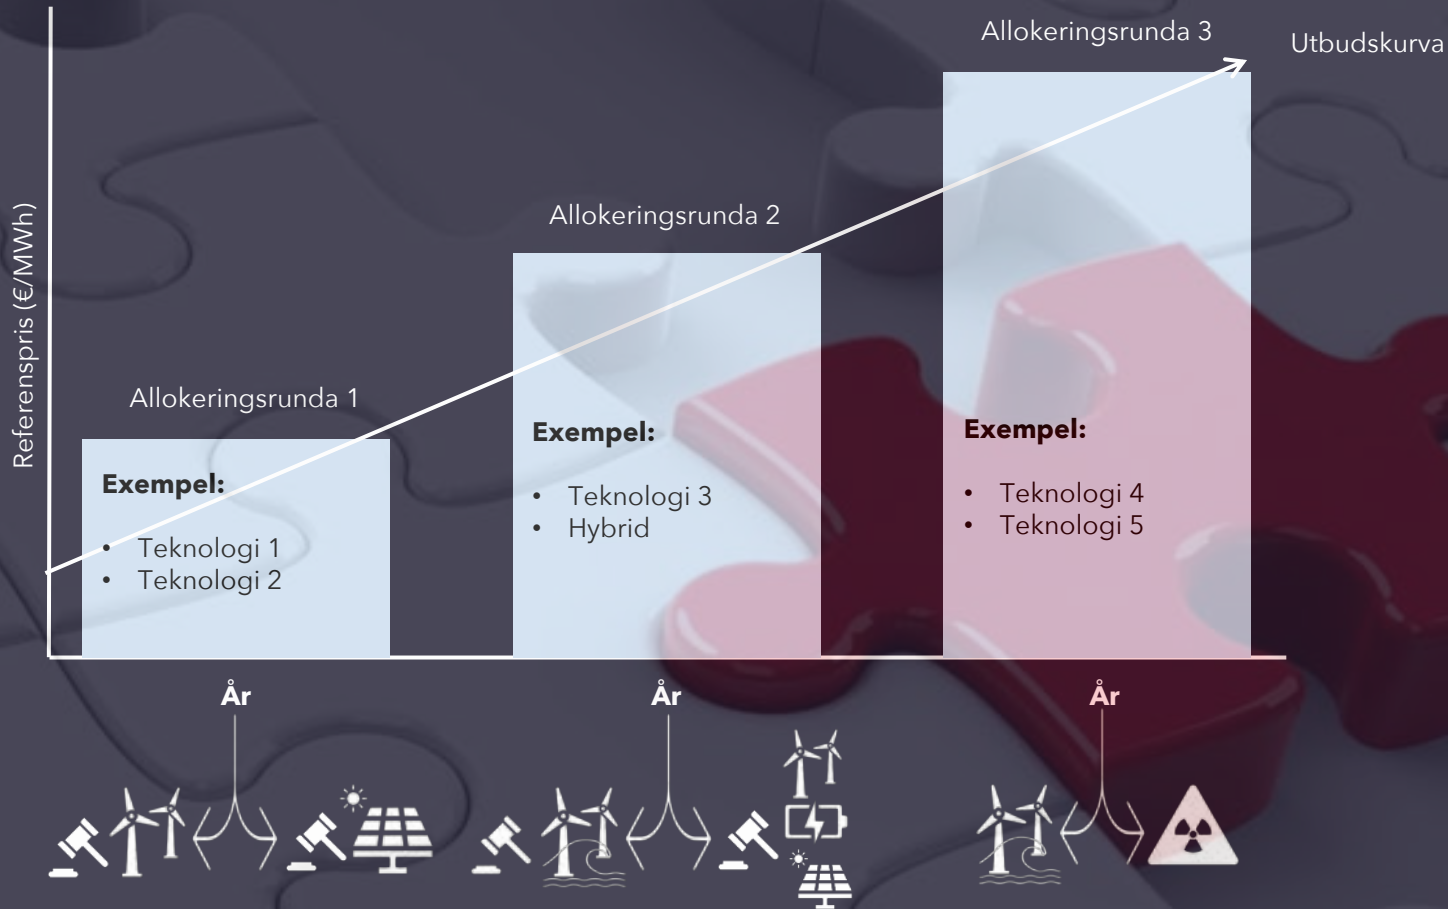 Allokeringsrunda 3
Utbudskurva
Allokeringsrunda 2
Allokeringsrunda 1
Referenspris (€/MWh)
Exempel:
• Teknologi 1
• Teknologi 2
Exempel:
• Teknologi 3
• Hybrid
Exempel:
• Teknologi 4
• Teknologi 5
År
År
År